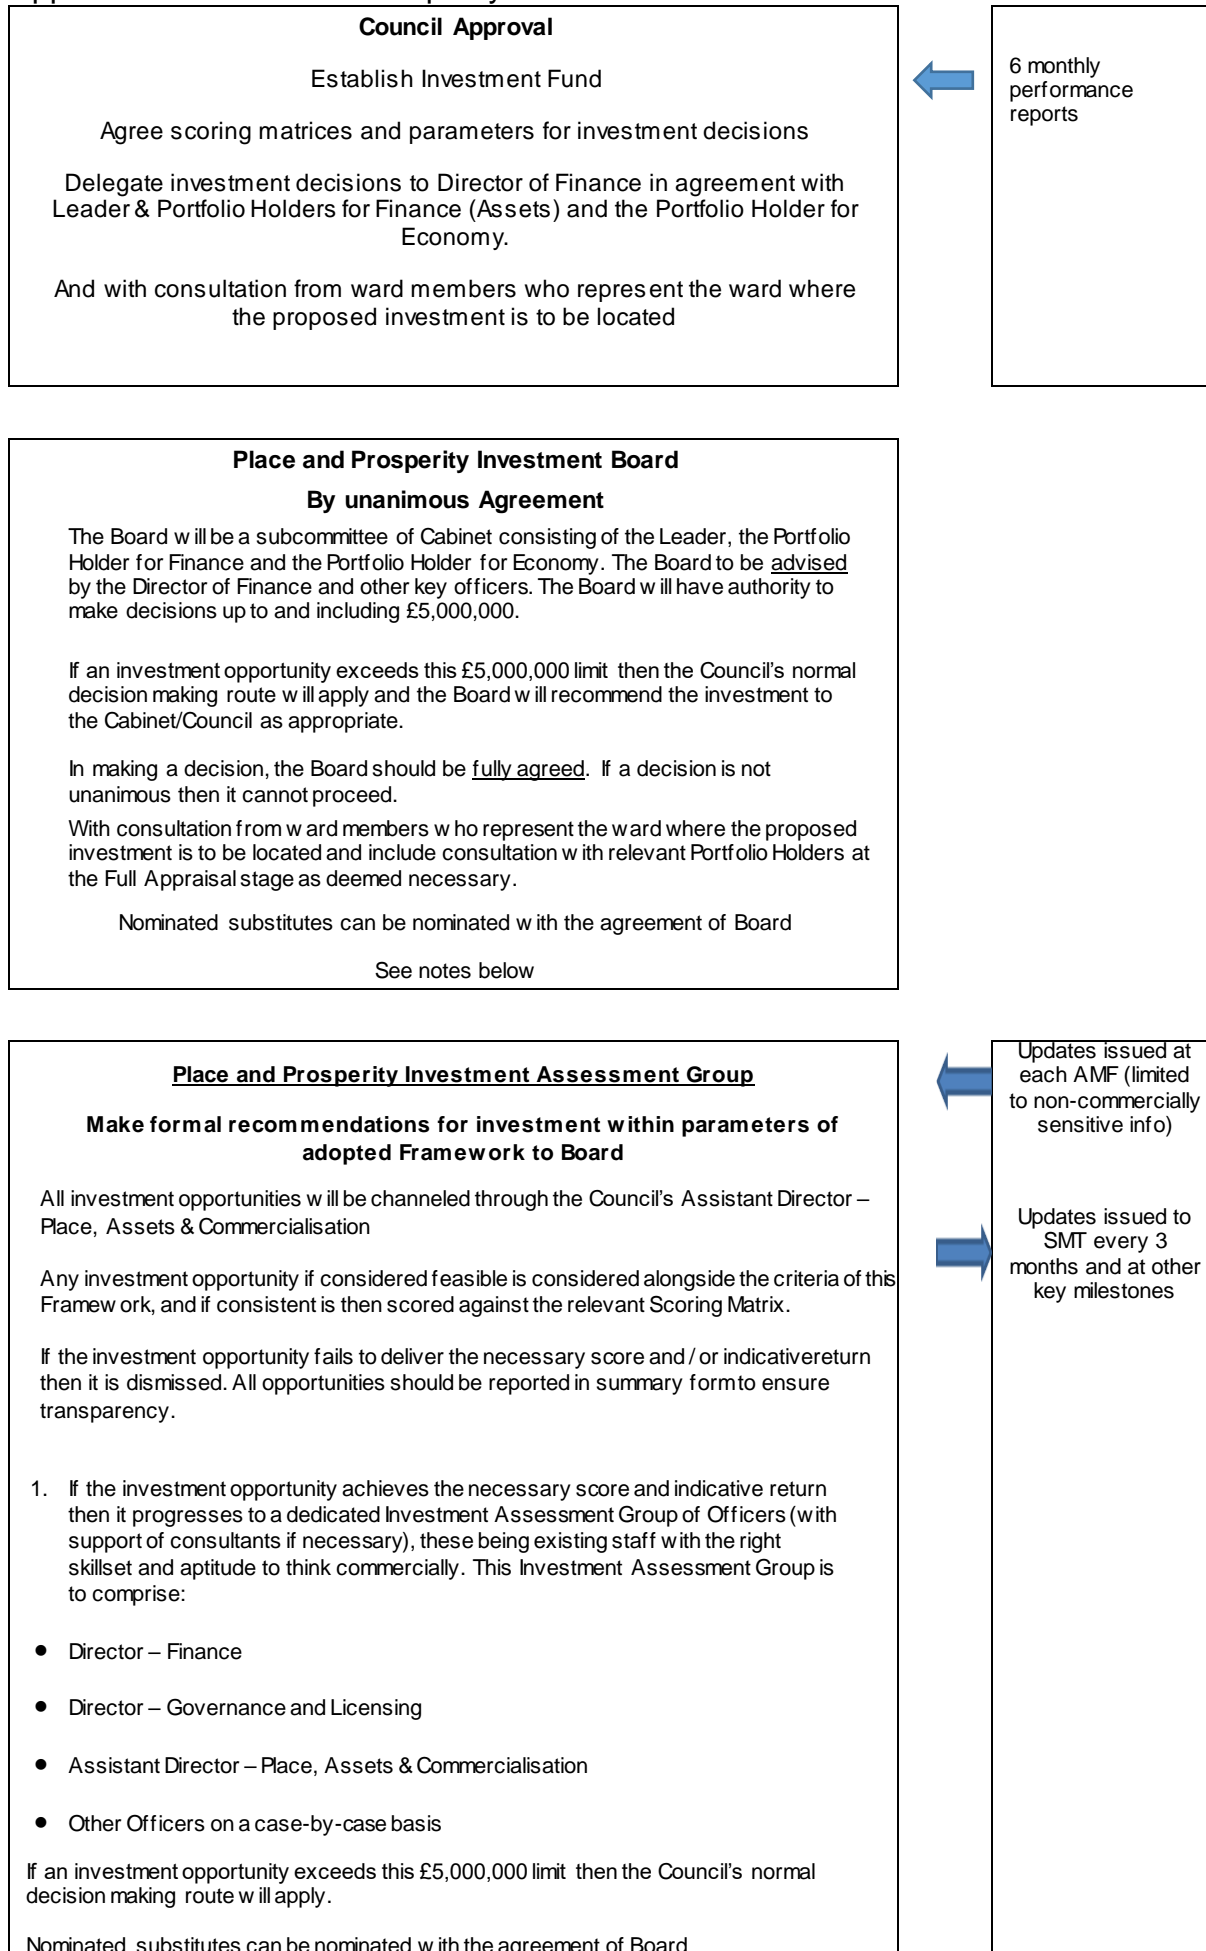 Council Approval
Establish Investment Fund
Agree scoring matrices and parameters for investment decisions
Delegate investment decisions to Director of Finance in agreement with
Leader & Portfolio Holders for Finance (Assets) and the Portfolio Holder for
Economy.
And with consultation from ward members who represent the ward where
the proposed investment is to be located
6 monthly
performance
reports
Place and Prosperity Investment Board
By unanimous Agreement
The Board will be a subcommittee of Cabinet consisting of the Leader, the Portfolio
Holder for Finance and the Portfolio Holder for Economy. The Board to be advised
by the Director of Finance and other key officers. The Board will have authority to
make decisions up to and including £5,000,000.
If an investment opportunity exceeds this £5,000,000 limit then the Council's normal
decision making route will apply and the Board will recommend the investment to
the Cabinet/Council as appropriate.
In making a decision, the Board should be fully agreed. If a decision is not
unanimous then it cannot proceed.
With consultation from ward members who represent the ward where the proposed
investment is to be located and include consultation with relevant Portfolio Holders at
the Full Appraisal stage as deemed necessary.
Nominated substitutes can be nominated with the agreement of Board
See notes below
Place and Prosperity Investment Assessment Group
Make formal recommendations for investment within parameters of
adopted Framework to Board
All investment opportunities will be channeled through the Council's Assistant Director –
Place, Assets & Commercialisation
Any investment opportunity if considered feasible is considered alongside the criteria of this
Framework, and if consistent is then scored against the relevant Scoring Matrix.
If the investment opportunity fails to deliver the necessary score and / or indicativereturn
then it is dismissed. All opportunities should be reported in summary form to ensure
transparency.
1. If the investment opportunity achieves the necessary score and indicative return
then it progresses to a dedicated Investment Assessment Group of Officers (with
support of consultants if necessary), these being existing staff with the right
skillset and aptitude to think commercially. This Investment Assessment Group is
to comprise:
• Director – Finance
• Director – Governance and Licensing
• Assistant Director – Place, Assets & Commercialisation
• Other Officers on a case-by-case basis
If an investment opportunity exceeds this £5,000,000 limit then the Council's normal
decision making route will apply.
Nominated substitutes can be nominated with the agreement of Board
Updates issued at
each AMF (limited
to non-commercially
sensitive info)
Updates issued to
SMT every 3
months and at other
key milestones